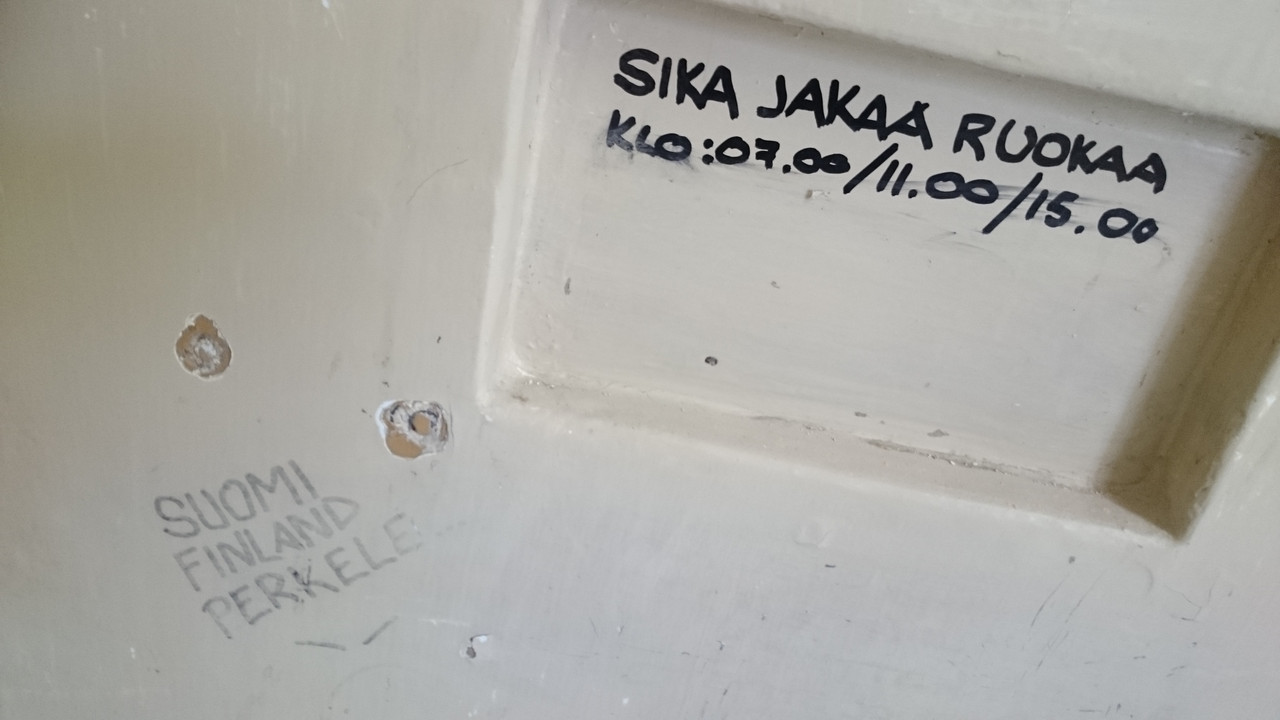 SIKA JAKAA RUOKAA
KLO:07.00/11.00/15.00
SUOMI
FINLAND
PERKELE